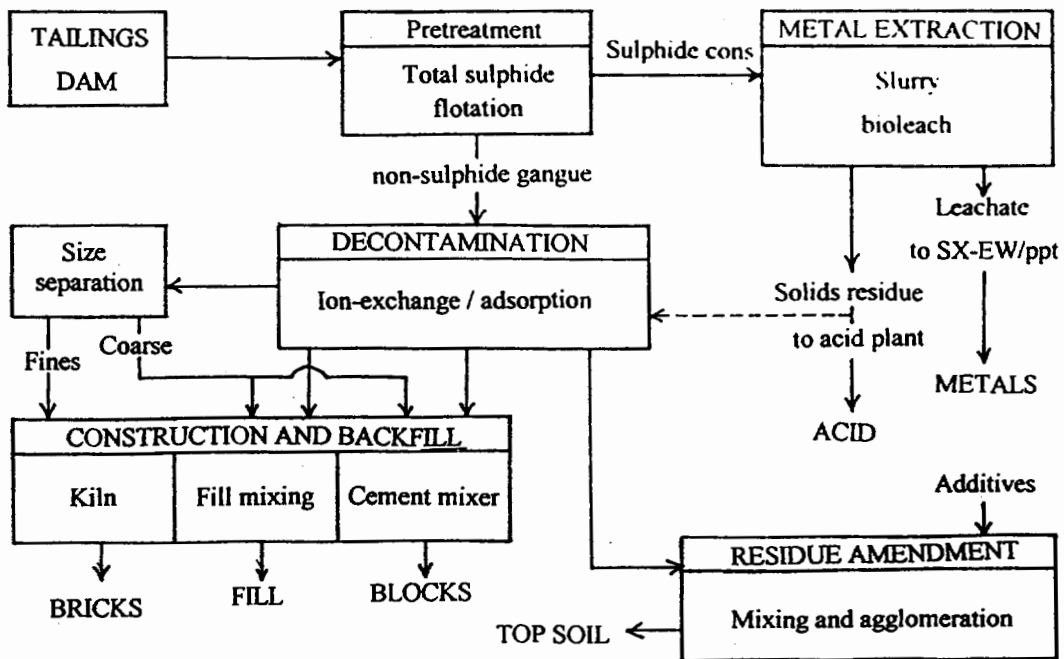 TAILINGS
DAM
Pretreatment
Total sulphide
flotation
Sulphide cons
METAL EXTRACTION
Slurry
bioleach
non-sulphide gangue
Leachate
to SX-EW/ppt
METALS
Solids residue
to acid plant
ACID
DECONTAMINATION
Ion-exchange / adsorption
Size
separation
Fines
Coarse
CONSTRUCTION AND BACKFILL
Kiln
Fill mixing
Cement mixer
BRICKS
FILL
BLOCKS
Additives
RESIDUE AMENDMENT
Mixing and agglomeration
TOP SOIL